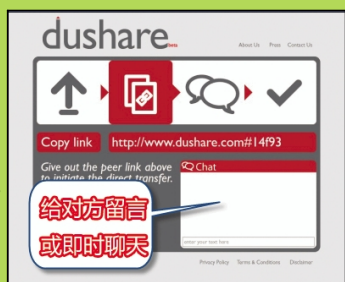 dushare
Beta
About Us Press Contact Us
Copy link http://www.dushare.com#14f93
Give out the peer link above
to initiate the direct transfer.
Chat
给对方留言
或即时聊天
enter your text here
Privacy Policy Terms & Conditions Disclaimer